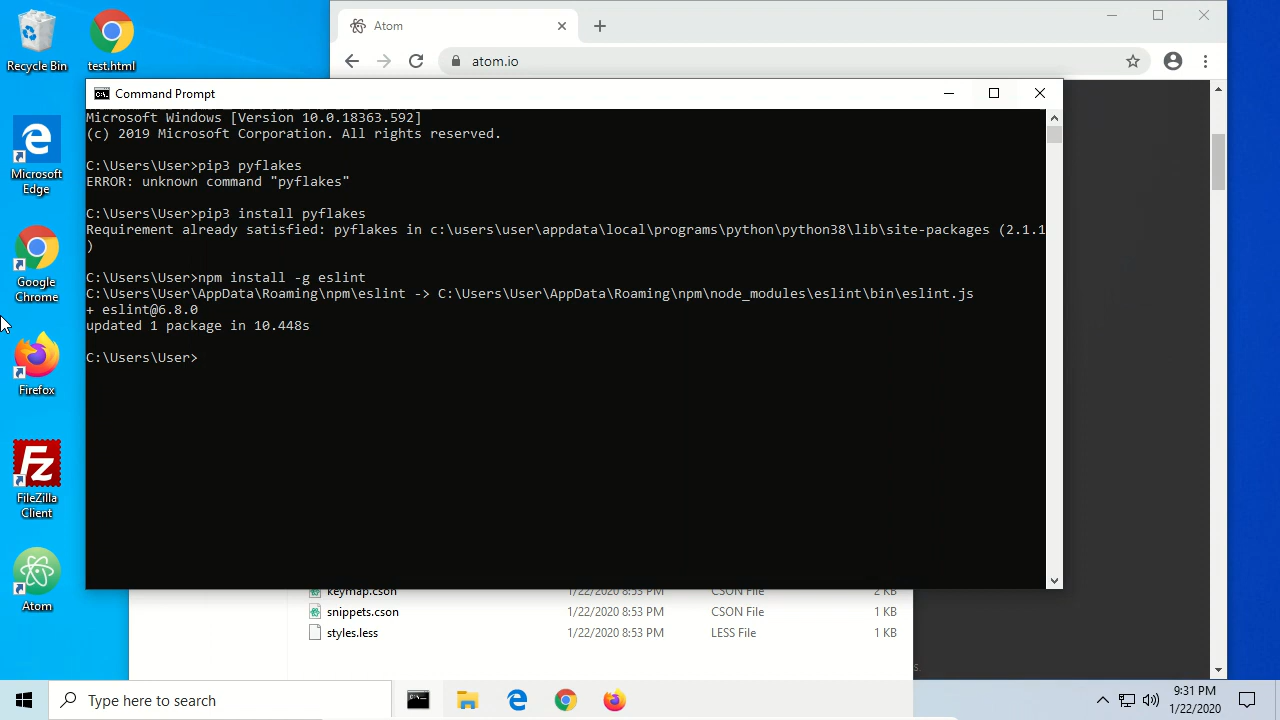 Recycle Bin
test.html
Microsoft
Edge
Google
Chrome
Firefox
FileZilla
Client
Atom
Atom
atom.io
Command Prompt
Microsoft Windows [Version 10.0.18363.592]
(c) 2019 Microsoft Corporation. All rights reserved.
C:\Users\User>pip3 pyflakes
ERROR: unknown command "pyflakes"
C:\Users\User>pip3 install pyflakes
Requirement already satisfied: pyflakes in c:\users\user\appdata\local\programs\python\python38\lib\site-packages (2.1.1
)
C:\Users\User>npm install -g eslint
C:\Users\User\AppData\Roaming\npm\eslint -> C:\Users\User\AppData\Roaming\npm\node_modules\eslint\bin\eslint.js
+ eslint@6.8.0
updated 1 package in 10.448s
C:\Users\User>
keymap.cson 1/22/2020 8:53 PM CSON File 2 KB
snippets.cson 1/22/2020 8:53 PM CSON File 1 KB
styles.less 1/22/2020 8:53 PM LESS File 1 KB
Type here to search
9:31 PM
1/22/2020